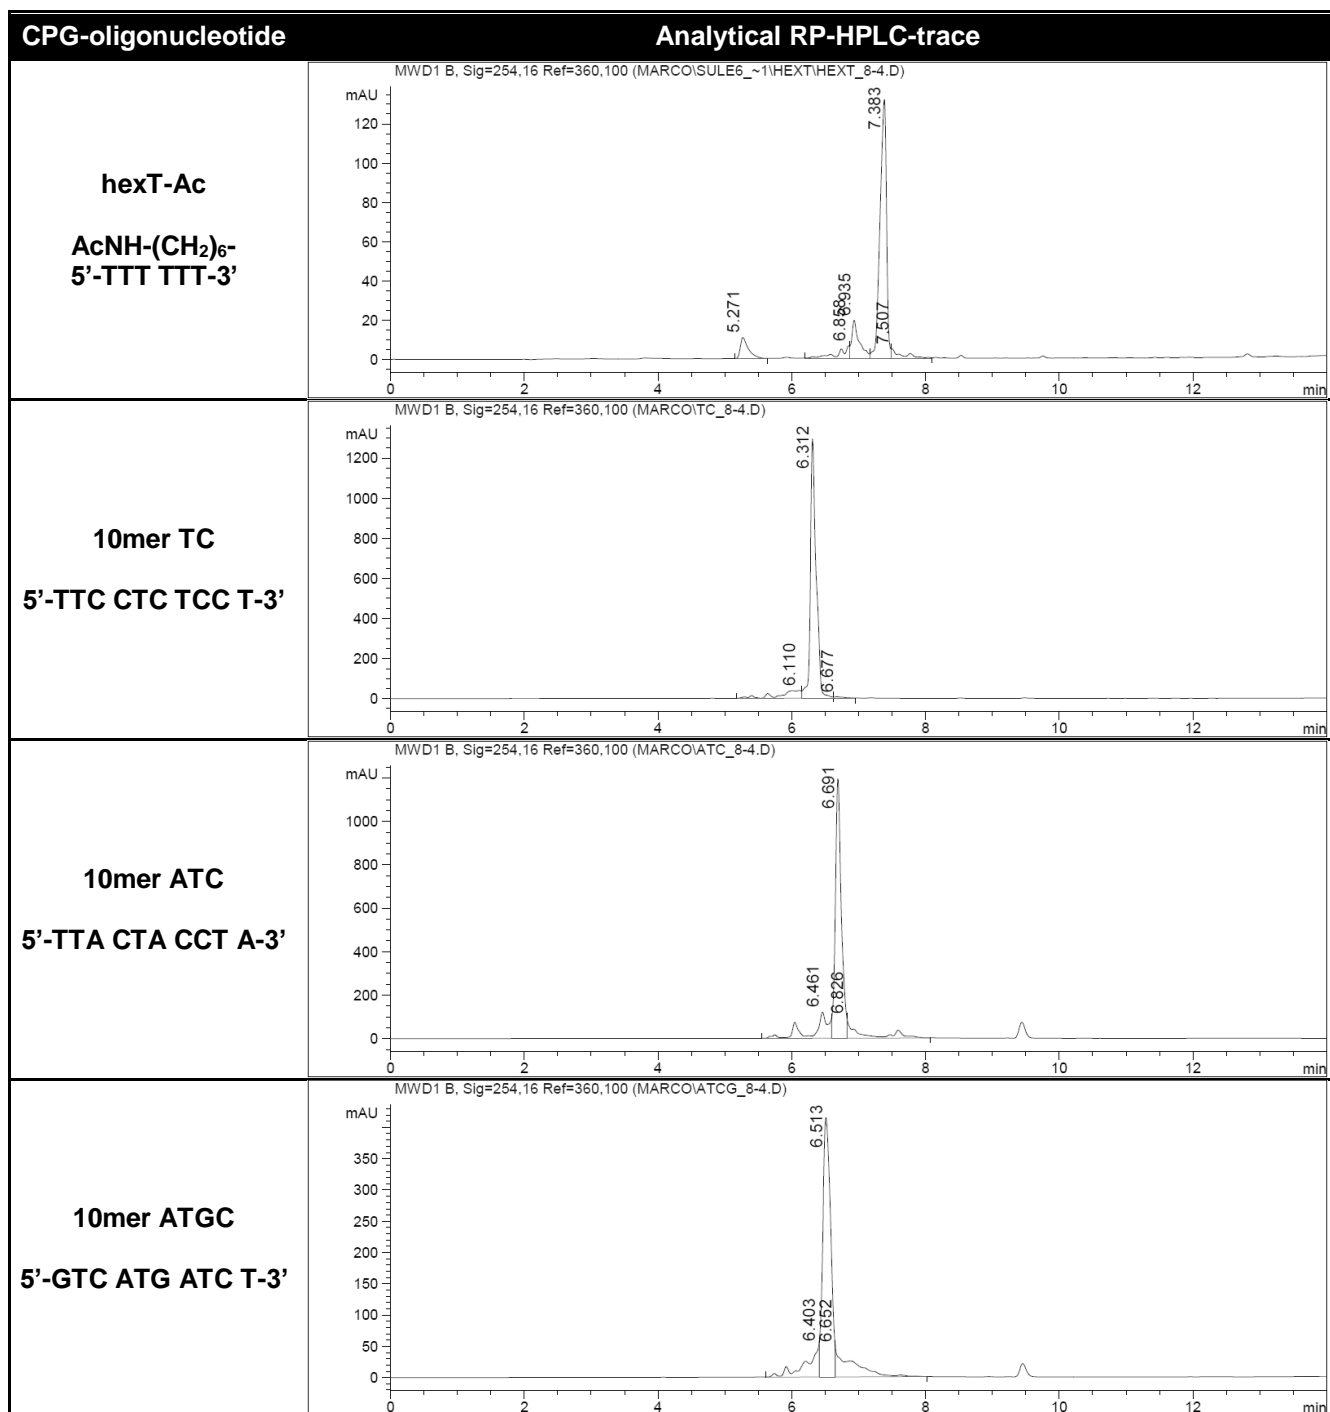 CPG-oligonucleotide
Analytical RP-HPLC-trace
hexT-Ac
AcNH-(CH₂)₆-
5’-TTT TTT-3’
MWD1 B, Sig=254,16 Ref=360,100 (MARCO\SULE6_~1\HEXT\HEXT_8-4.D)
mAU
120
100
80
60
40
20
0
5.271
6.858
6.935
7.383
7.507
0 2 4 6 8 10 12 min
10mer TC
5’-TTC CTC TCC T-3’
MWD1 B, Sig=254,16 Ref=360,100 (MARCO\TC_8-4.D)
mAU
1200
1000
800
600
400
200
0
6.110
6.312
6.677
0 2 4 6 8 10 12 min
10mer ATC
5’-TTA CTA CCT A-3’
MWD1 B, Sig=254,16 Ref=360,100 (MARCO\ATC_8-4.D)
mAU
1000
800
600
400
200
0
6.461
6.691
6.826
0 2 4 6 8 10 12 min
10mer ATGC
5’-GTC ATG ATC T-3’
MWD1 B, Sig=254,16 Ref=360,100 (MARCO\ATCG_8-4.D)
mAU
350
300
250
200
150
100
50
0
6.403
6.513
6.652
0 2 4 6 8 10 12 min